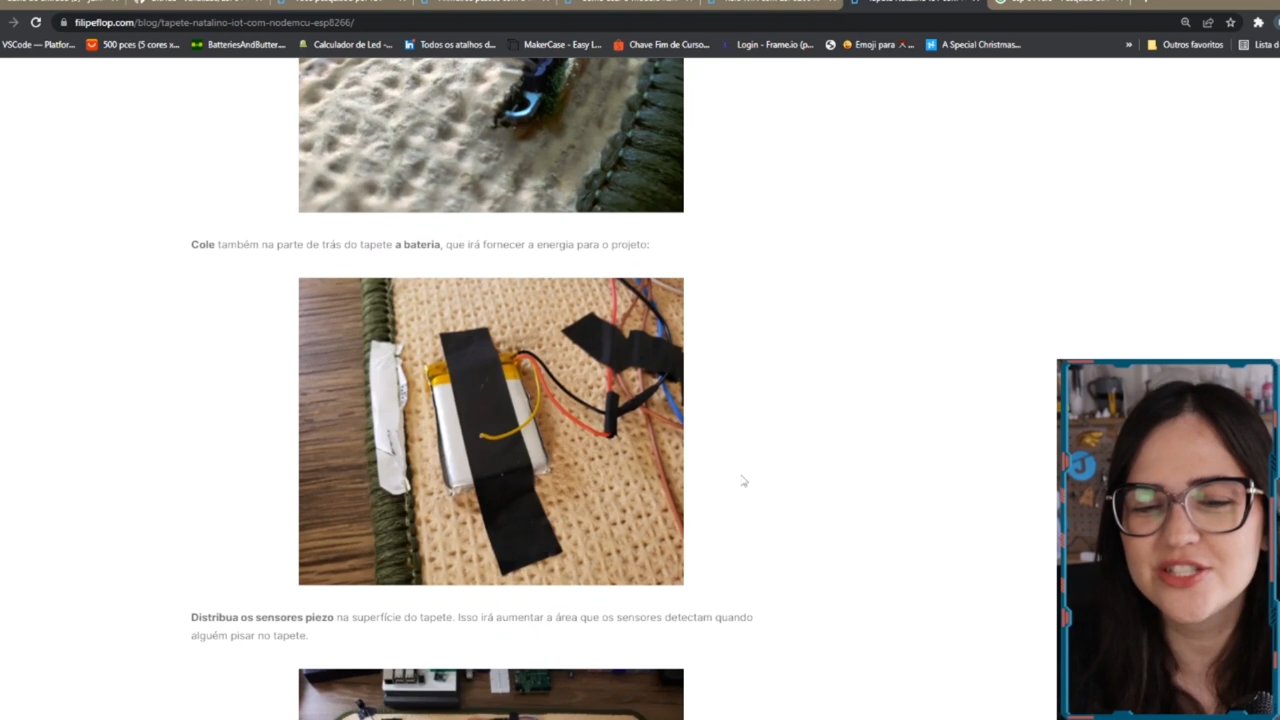 filipeflop.com/blog/tapete-natalino-iot-com-nodemcu-esp8266/
VSCode — Platfor...
500 pces (5 cores x...
BatteriesAndButter...
Calculador de Led -...
Todos os atalhos d...
MakerCase - Easy L...
Chave Fim de Curso...
Login - Frame.io (p...
Emoji para
A Special Christmas...
»
Outros favoritos
Lista d
Cole também na parte de trás do tapete a bateria, que irá fornecer a energia para o projeto:
Distribua os sensores piezo na superfície do tapete. Isso irá aumentar a área que os sensores detectam quando
alguém pisar no tapete.